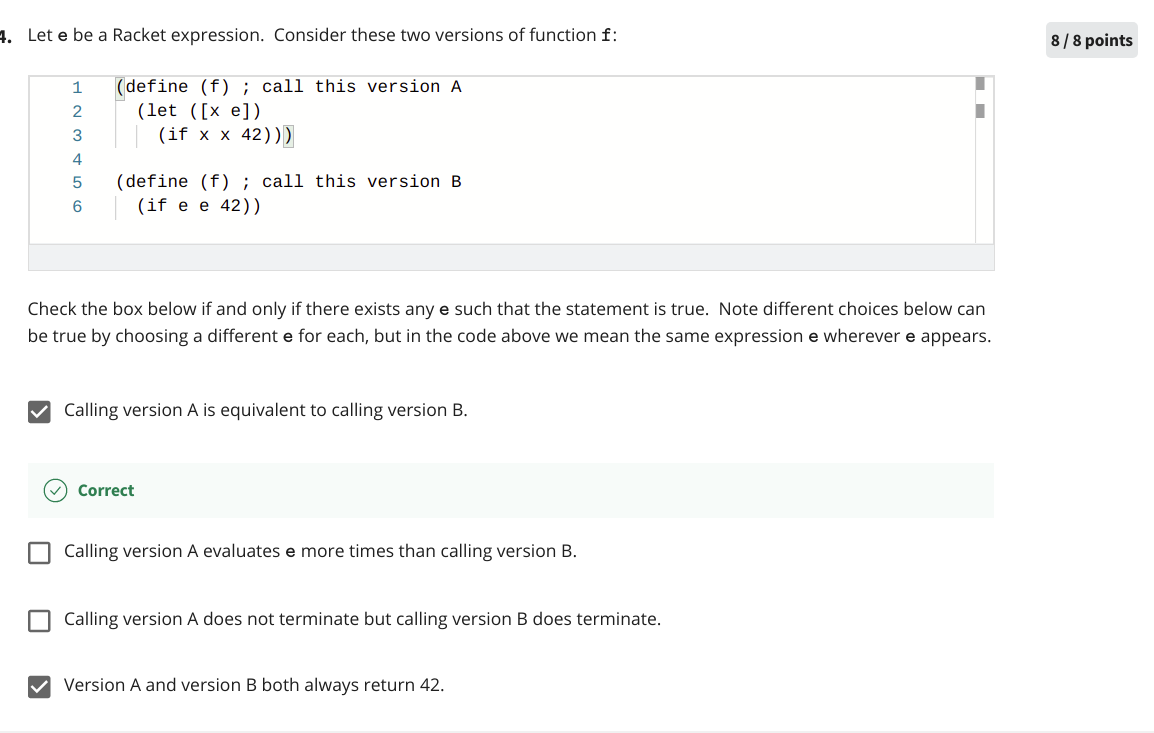 4. Let e be a Racket expression.  Consider these two versions of function f:
8 / 8 points
1 (define (f) ; call this version A
2   (let ([x e])
3     (if x x 42)))
4
5 (define (f) ; call this version B
6   (if e e 42))
Check the box below if and only if there exists any e such that the statement is true.  Note different choices below can
be true by choosing a different e for each, but in the code above we mean the same expression e wherever e appears.
Calling version A is equivalent to calling version B.
Correct
Calling version A evaluates e more times than calling version B.
Calling version A does not terminate but calling version B does terminate.
Version A and version B both always return 42.